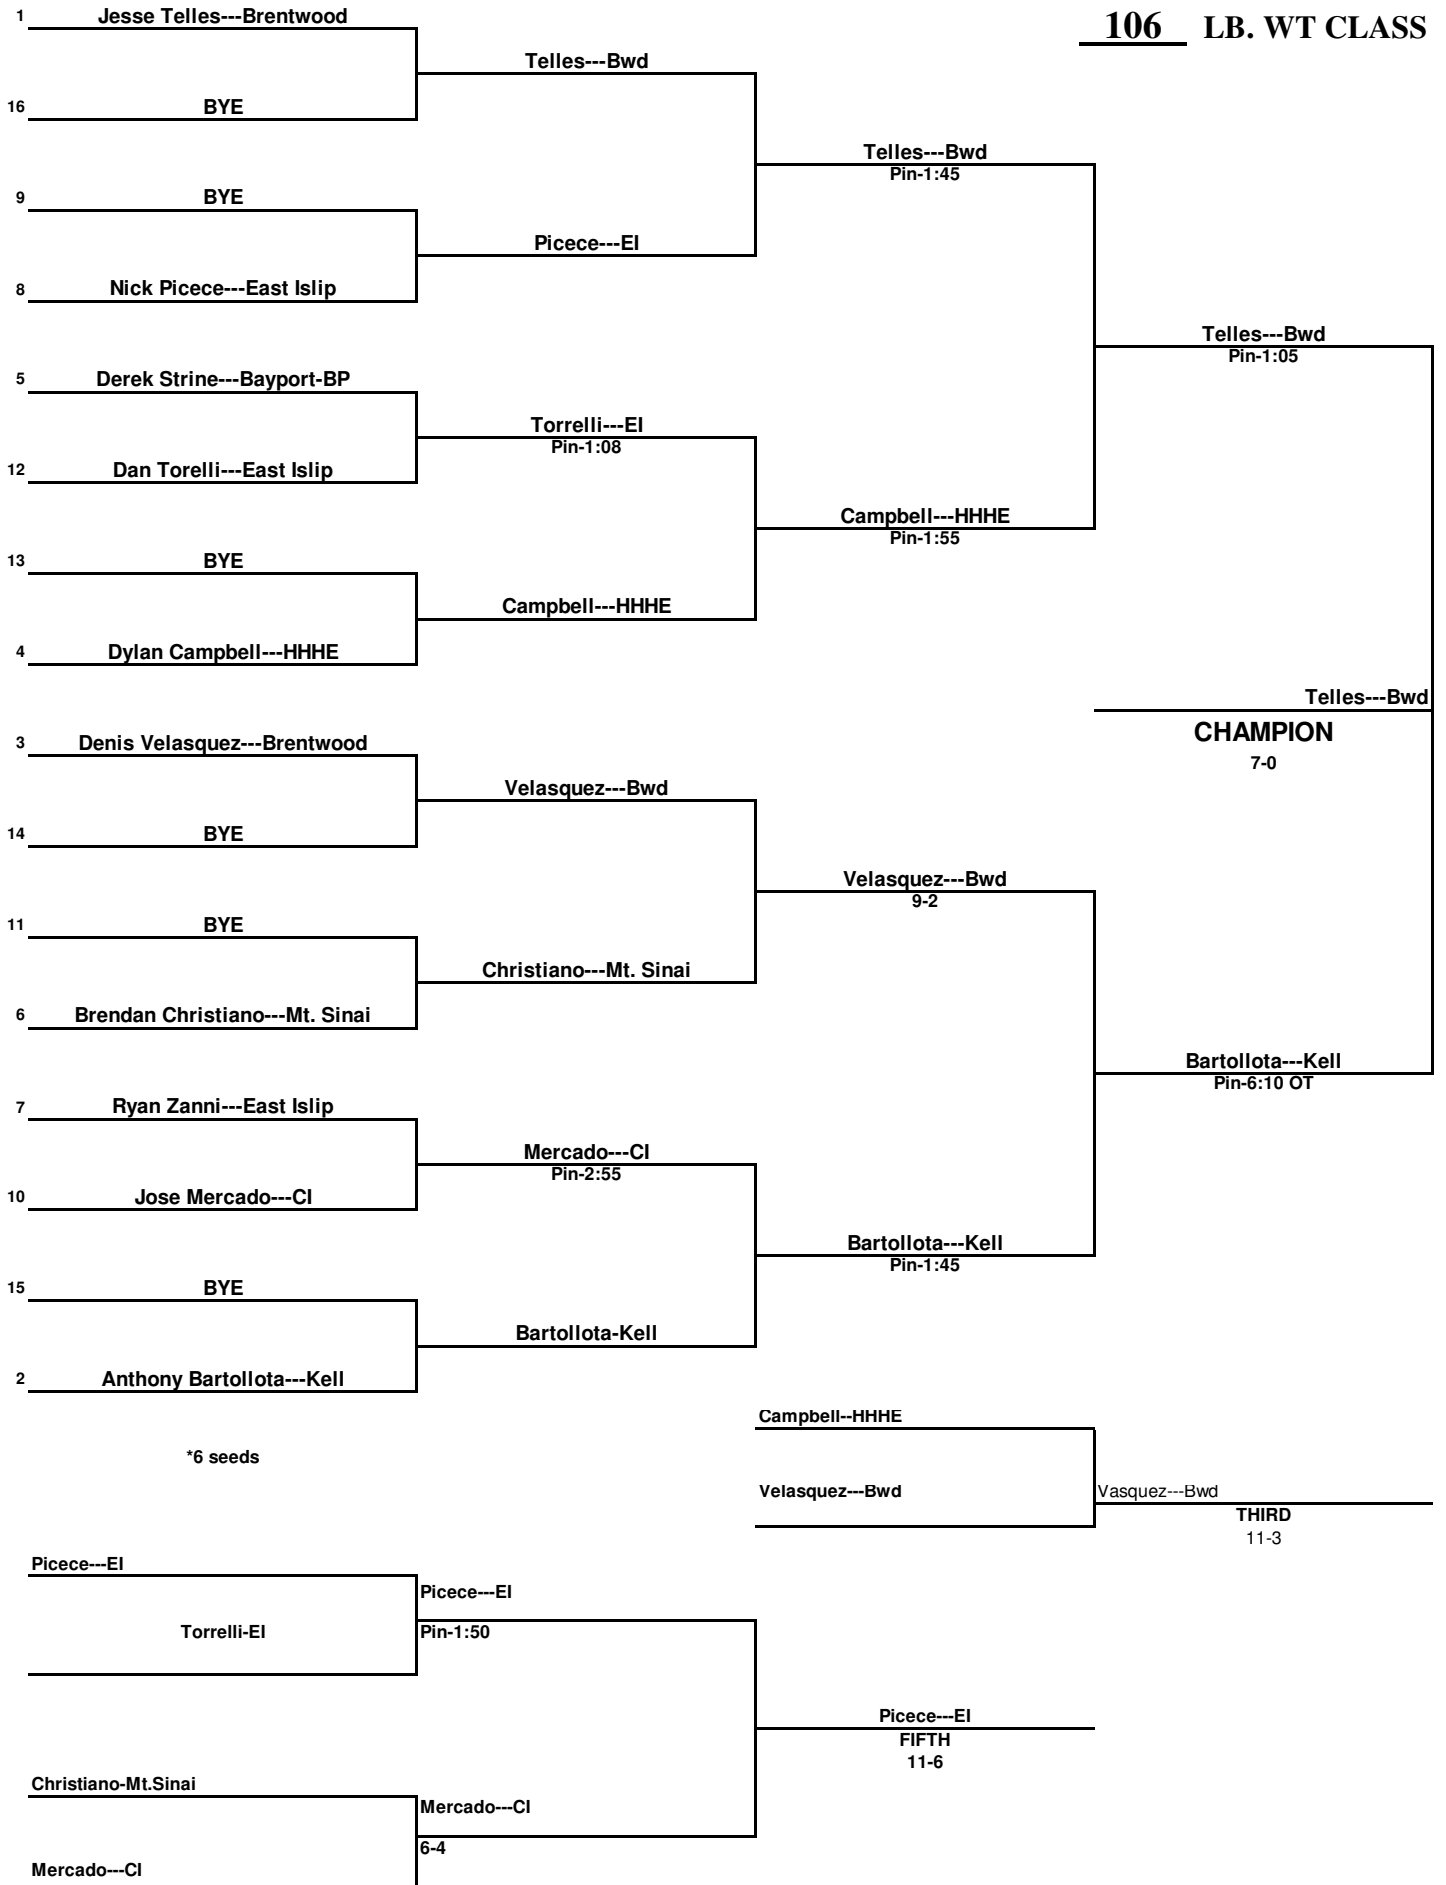 106 LB. WT CLASS
1 Jesse Telles---Brentwood
Telles---Bwd
16 BYE
Telles---Bwd
Pin-1:45
9 BYE
Picece---EI
8 Nick Picece---East Islip
Telles---Bwd
Pin-1:05
5 Derek Strine---Bayport-BP
Torrelli---EI
Pin-1:08
12 Dan Torelli---East Islip
Campbell---HHHE
Pin-1:55
13 BYE
Campbell---HHHE
4 Dylan Campbell---HHHE
Telles---Bwd
CHAMPION
7-0
3 Denis Velasquez---Brentwood
Velasquez---Bwd
14 BYE
Velasquez---Bwd
9-2
11 BYE
Christiano---Mt. Sinai
6 Brendan Christiano---Mt. Sinai
Bartollota---Kell
Pin-6:10 OT
7 Ryan Zanni---East Islip
Mercado---CI
Pin-2:55
10 Jose Mercado---CI
Bartollota---Kell
Pin-1:45
15 BYE
Bartollota-Kell
2 Anthony Bartollota---Kell
Campbell--HHHE
*6 seeds
Velasquez---Bwd
Vasquez---Bwd
THIRD
11-3
Picece---EI
Picece---EI
Torrelli-EI
Pin-1:50
Picece---EI
FIFTH
11-6
Christiano-Mt.Sinai
Mercado---CI
6-4
Mercado---CI